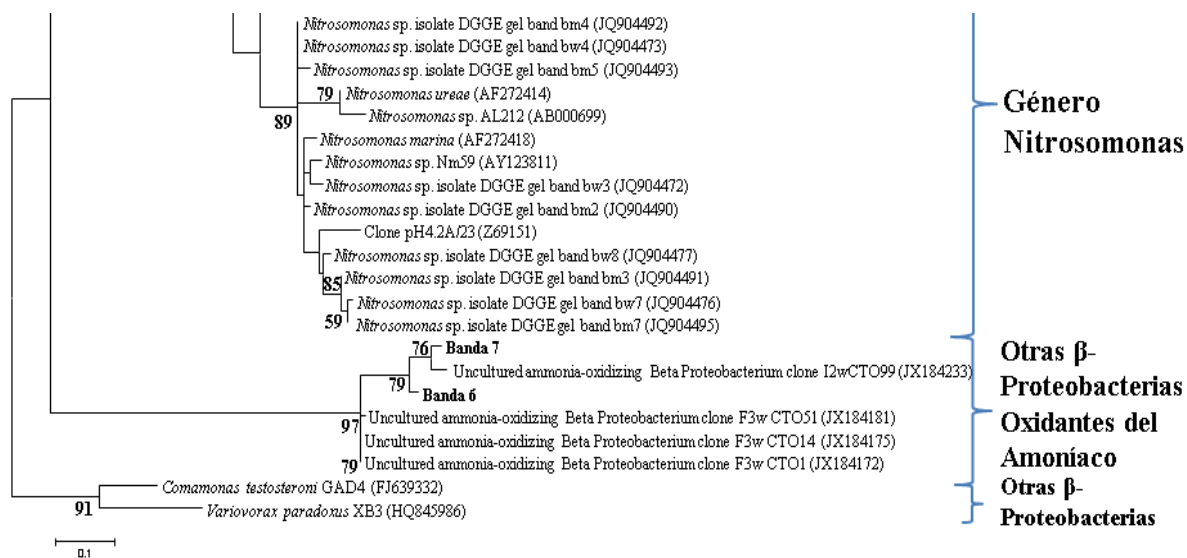 Nitrosomonas sp. isolate DGGE gel band bm4 (JQ904492)
Nitrosomonas sp. isolate DGGE gel band bw4 (JQ904473)
Nitrosomonas sp. isolate DGGE gel band bm5 (JQ904493)
79
Nitrosomonas ureae (AF272414)
89
Nitrosomonas sp. AL212 (AB000699)
Nitrosomonas marina (AF272418)
Nitrosomonas sp. Nm59 (AY123811)
Nitrosomonas sp. isolate DGGE gel band bw3 (JQ904472)
Nitrosomonas sp. isolate DGGE gel band bm2 (JQ904490)
Clone pH4.2A/23 (Z69151)
Nitrosomonas sp. isolate DGGE gel band bw8 (JQ904477)
85
Nitrosomonas sp. isolate DGGE gel band bm3 (JQ904491)
Nitrosomonas sp. isolate DGGE gel band bw7 (JQ904476)
59
Nitrosomonas sp. isolate DGGE gel band bm7 (JQ904495)
Género
Nitrosomonas
76
Banda 7
Uncultured ammonia-oxidizing Beta Proteobacterium clone I2wCTO99 (JX184233)
79
Banda 6
97
Uncultured ammonia-oxidizing Beta Proteobacterium clone F3w CTO51 (JX184181)
Uncultured ammonia-oxidizing Beta Proteobacterium clone F3w CTO14 (JX184175)
79
Uncultured ammonia-oxidizing Beta Proteobacterium clone F3w CTO1 (JX184172)
Otras β-
Proteobacterias
Oxidantes del
Amoníaco
91
Comamonas testosteroni GAD4 (FJ639332)
Variovorax paradoxus XB3 (HQ845986)
Otras β-
Proteobacterias
0.1